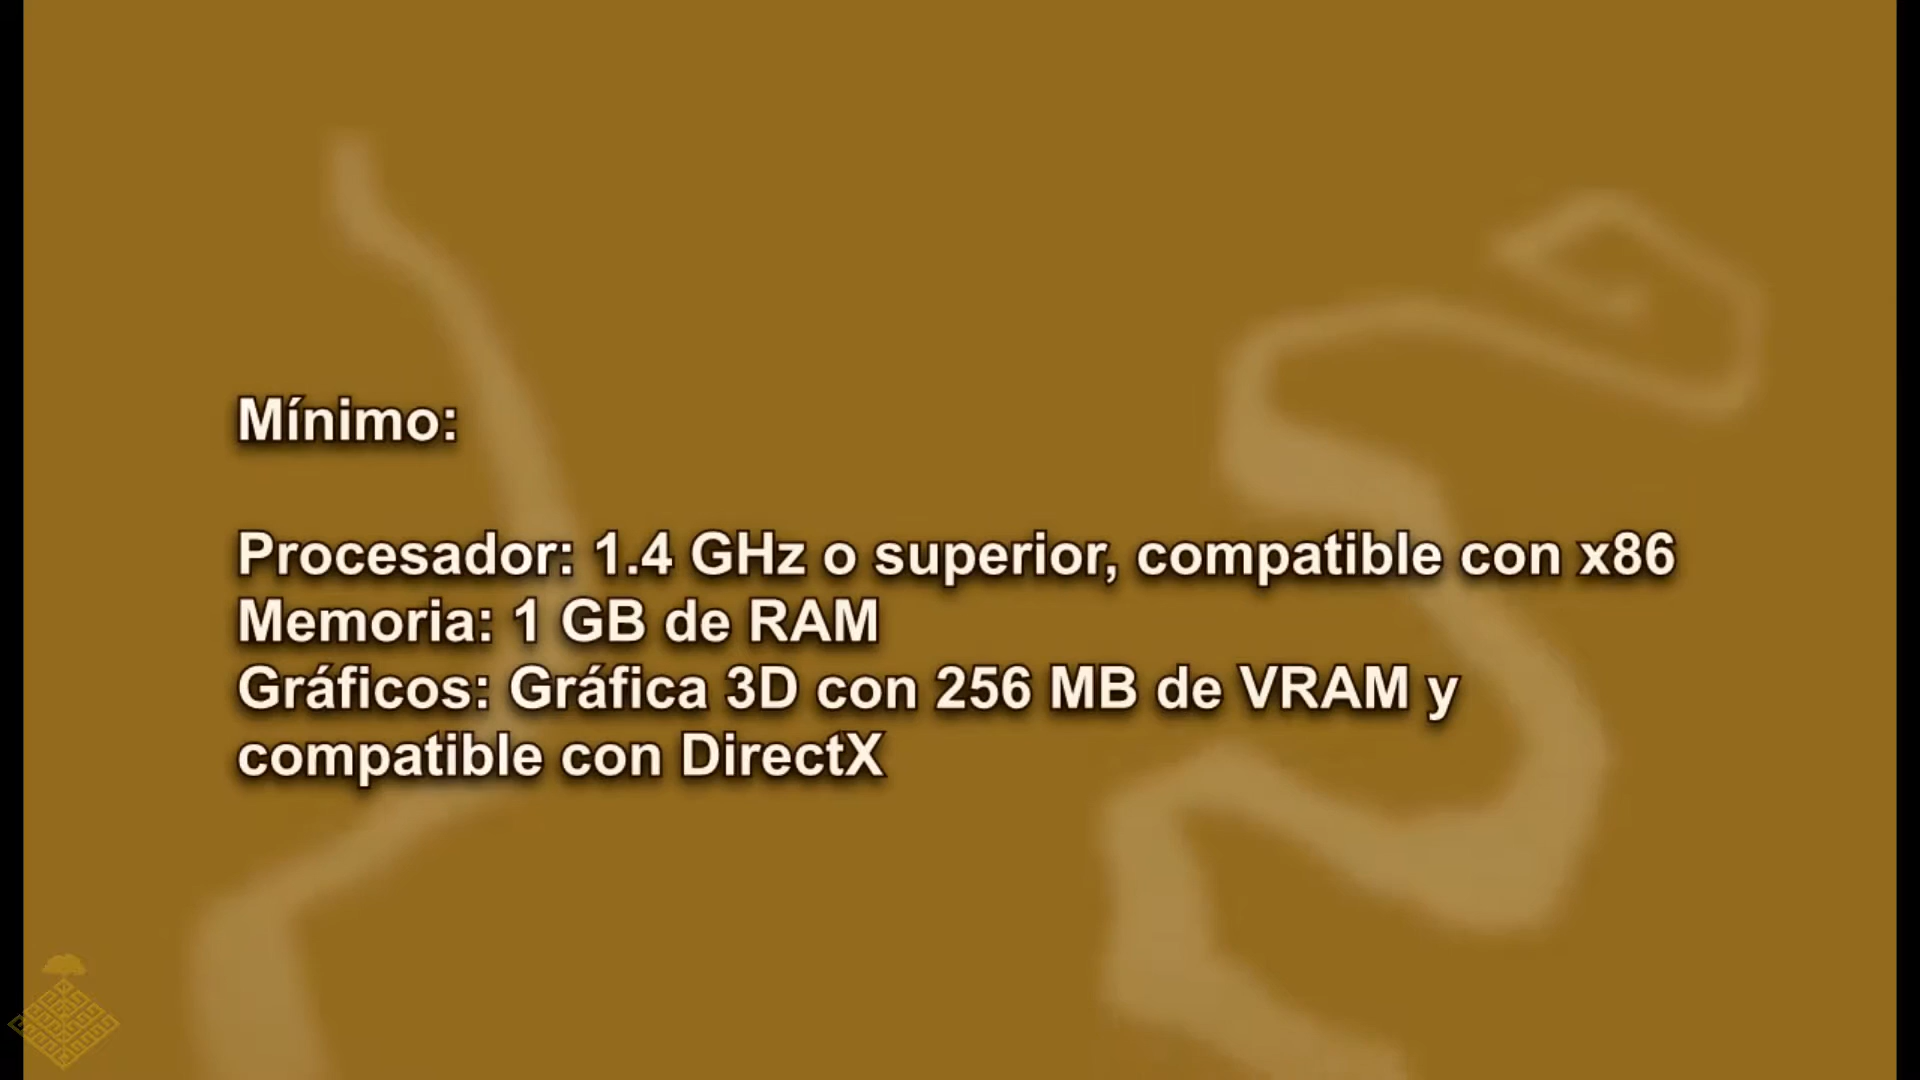 Mínimo:
Procesador: 1.4 GHz o superior, compatible con x86
Memoria: 1 GB de RAM
Gráficos: Gráfica 3D con 256 MB de VRAM y
compatible con DirectX